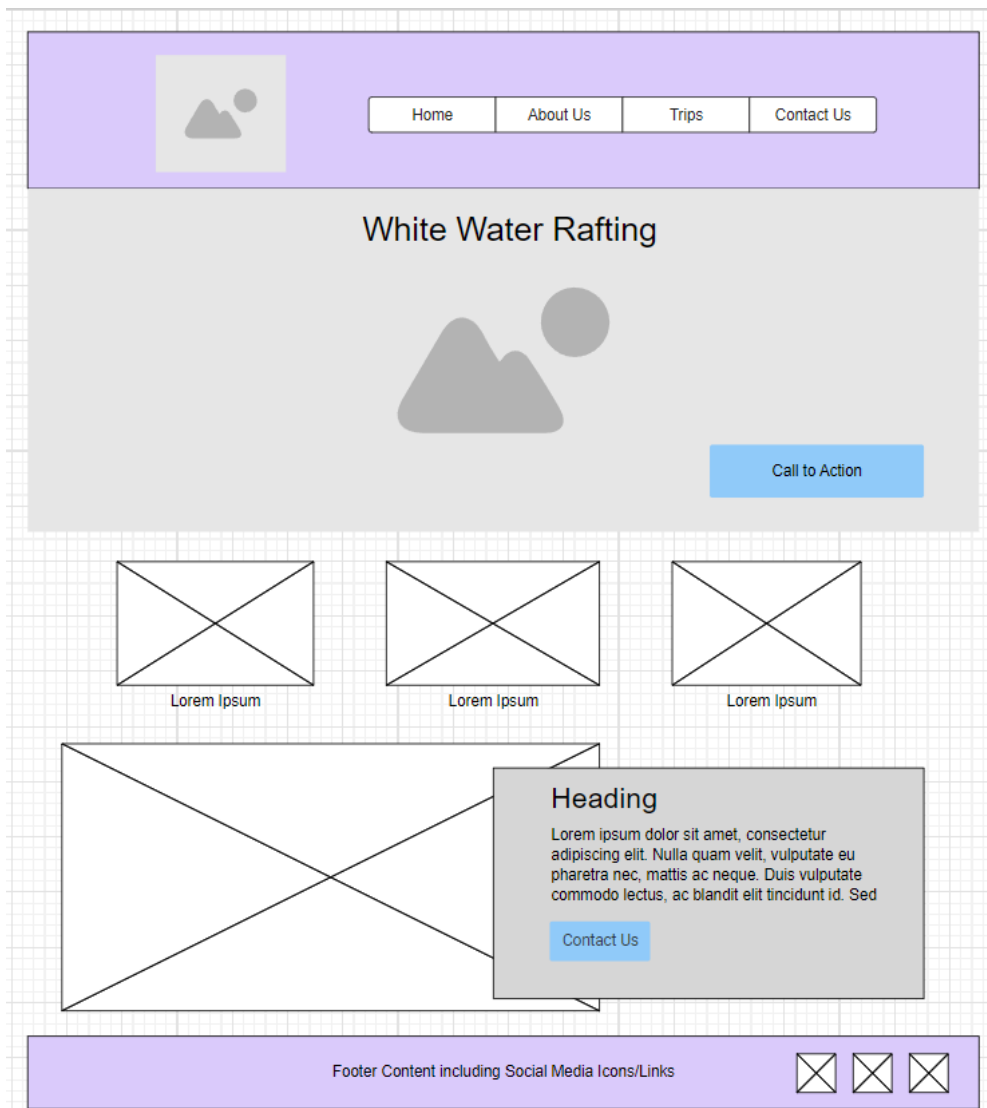 Home
About Us
Trips
Contact Us
White Water Rafting
Call to Action
Lorem Ipsum
Lorem Ipsum
Lorem Ipsum
Heading
Lorem ipsum dolor sit amet, consectetur
adipiscing elit. Nulla quam velit, vulputate eu
pharetra nec, mattis ac neque. Duis vulputate
commodo lectus, ac blandit elit tincidunt id. Sed
Contact Us
Footer Content including Social Media Icons/Links